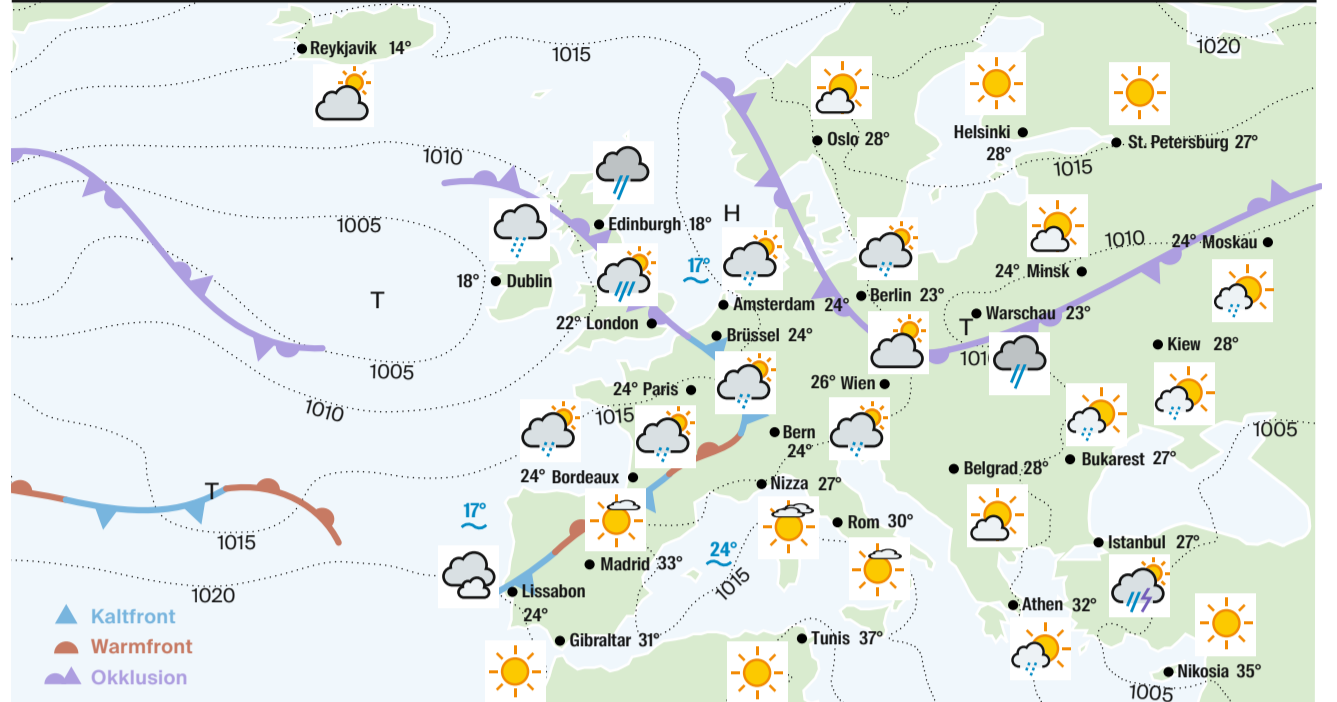 Reykjavik 14°
1015
1020
Oslo 28°
Helsinki
28°
St. Petersburg 27°
1010
1015
1005
Edinburgh 18°
H
17°
1010
24° Moskau
18° Dublin
24° Minsk
T
Amsterdam 24°
Berlin 23°
22° London
Warschau 23°
T
Brüssel 24°
Kiew 28°
101
1005
24° Paris
26° Wien
1010
1015
1005
Bern
24°
24° Bordeaux
Belgrad 28°
Bukarest 27°
Nizza 27°
T
17°
Rom 30°
1015
24°
Istanbul 27°
Madrid 33°
1015
1020
Lissabon
24°
Athen 32°
Kaltfront
Warmfront
Okklusion
Gibraltar 31°
Tunis 37°
Nikosia 35°
1005